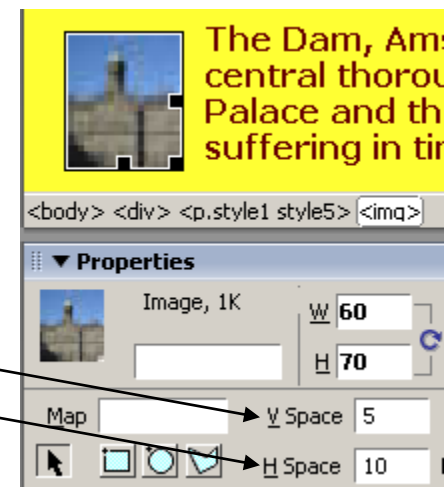 The Dam, Ams
central thorou
Palace and th
suffering in tir
<body> <div> <p.style1 style5> <img>
Properties
Image, 1K
W 60
H 70
Map
V Space 5
H Space 10